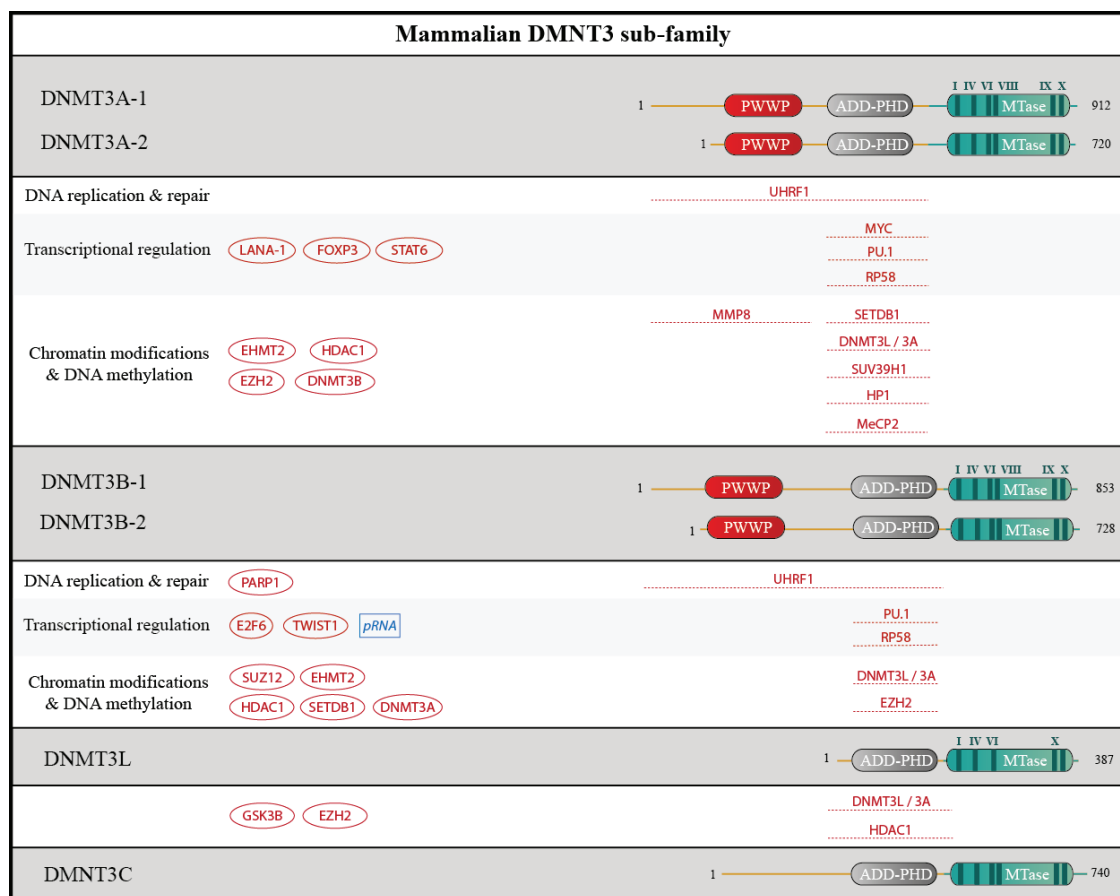 Mammalian DMNT3 sub-family
I IV VI VIII IX X
DNMT3A-1 1 PWWP ADD-PHD MTase 912
DNMT3A-2 1 PWWP ADD-PHD MTase 720
DNA replication & repair UHRF1
MYC
Transcriptional regulation LANA-1 FOXP3 STAT6 PU.1
RP58
MMP8 SETDB1
Chromatin modifications EHMT2 HDAC1 DNMT3L / 3A
& DNA methylation EZH2 DNMT3B SUV39H1
HP1
MeCP2
I IV VI VIII IX X
DNMT3B-1 1 PWWP ADD-PHD MTase 853
DNMT3B-2 1 PWWP ADD-PHD MTase 728
DNA replication & repair PARP1 UHRF1
PU.1
Transcriptional regulation E2F6 TWIST1 pRNA
RP58
Chromatin modifications SUZ12 EHMT2 DNMT3L / 3A
& DNA methylation HDAC1 SETDB1 DNMT3A EZH2
I IV VI X
DNMT3L 1 ADD-PHD MTase 387
DNMT3L / 3A
GSK3B EZH2
HDAC1
DMNT3C 1 ADD-PHD MTase 740